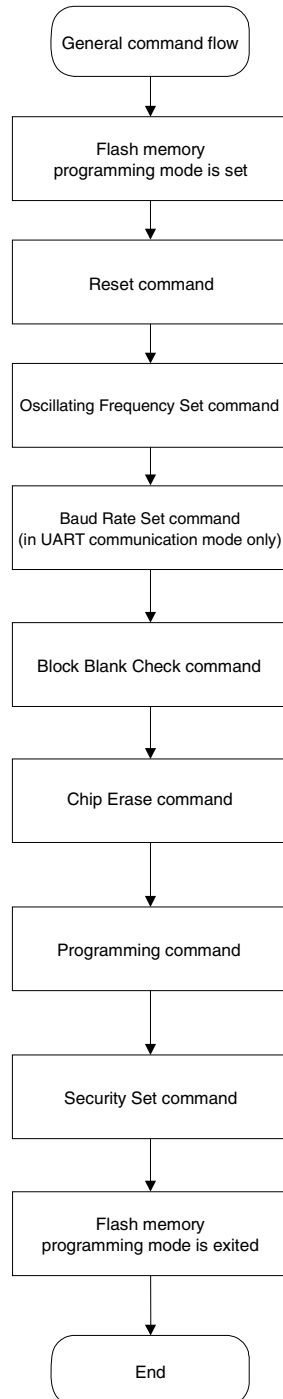 General command flow
Flash memory
programming mode is set
Reset command
Oscillating Frequency Set command
Baud Rate Set command
(in UART communication mode only)
Block Blank Check command
Chip Erase command
Programming command
Security Set command
Flash memory
programming mode is exited
End